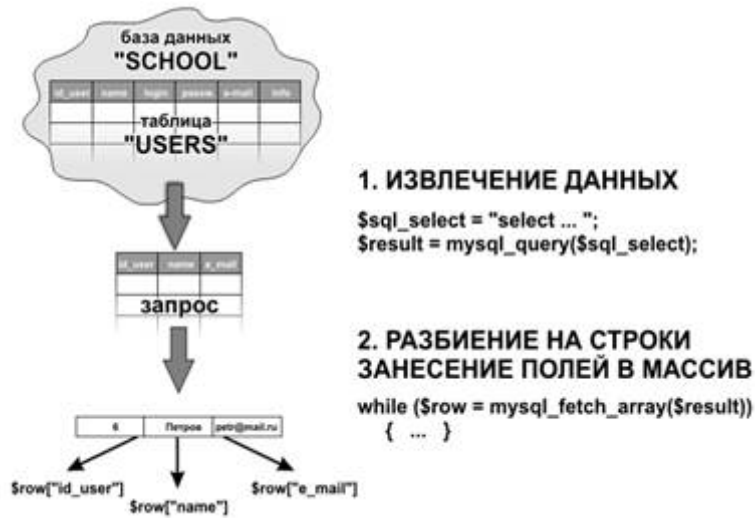 база данных
"SCHOOL"
id_user name login passw. e-mail info
таблица
"USERS"
id_user name e_mail
запрос
6 Петров petr@mail.ru
$row["id_user"]
$row["name"]
$row["e_mail"]
1. ИЗВЛЕЧЕНИЕ ДАННЫХ
$sql_select = "select ... ";
$result = mysql_query($sql_select);
2. РАЗБИЕНИЕ НА СТРОКИ
ЗАНЕСЕНИЕ ПОЛЕЙ В МАССИВ
while ($row = mysql_fetch_array($result))
{ ... }